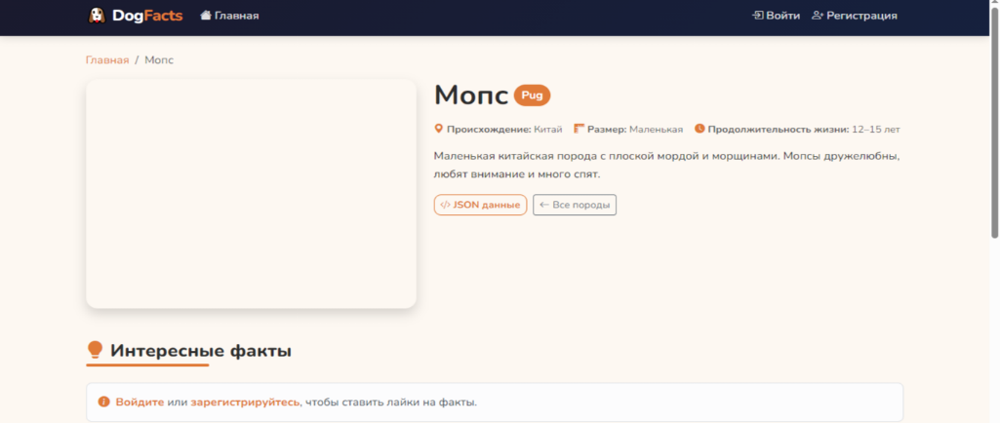 DogFacts Главная Войти Регистрация
Главная / Мопс
Мопс Pug
Происхождение: Китай Размер: Маленькая Продолжительность жизни: 12–15 лет
Маленькая китайская порода с плоской мордой и морщинами. Мопсы дружелюбны,
любят внимание и много спят.
</> JSON данные ← Все породы
Интересные факты
Войдите или зарегистрируйтесь, чтобы ставить лайки на факты.